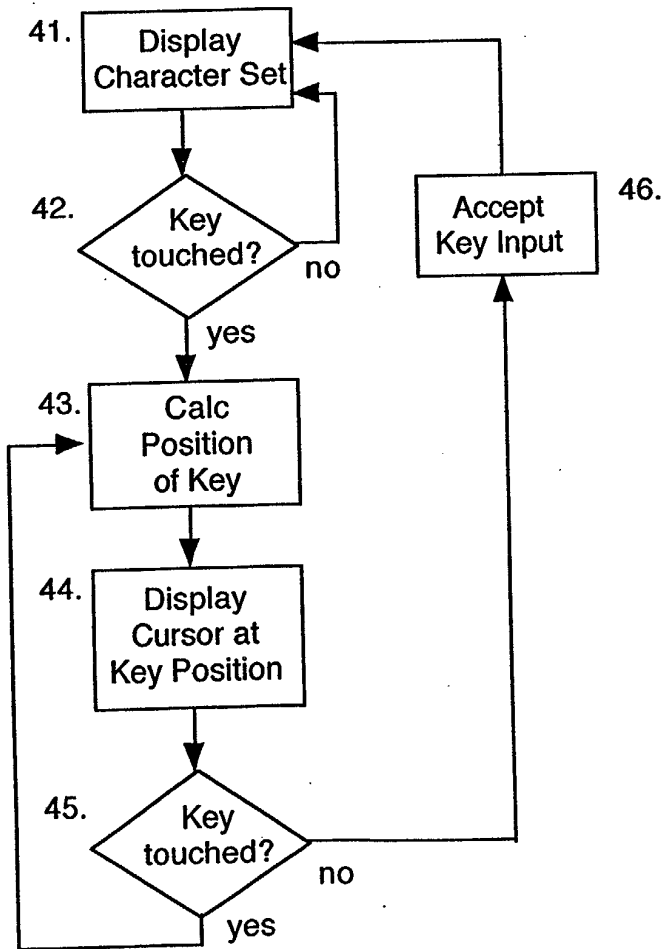 41.
Display
Character Set
42.
Key
touched?
no
yes
46.
Accept
Key Input
43.
Calc
Position
of Key
44.
Display
Cursor at
Key Position
45.
Key
touched?
no
yes